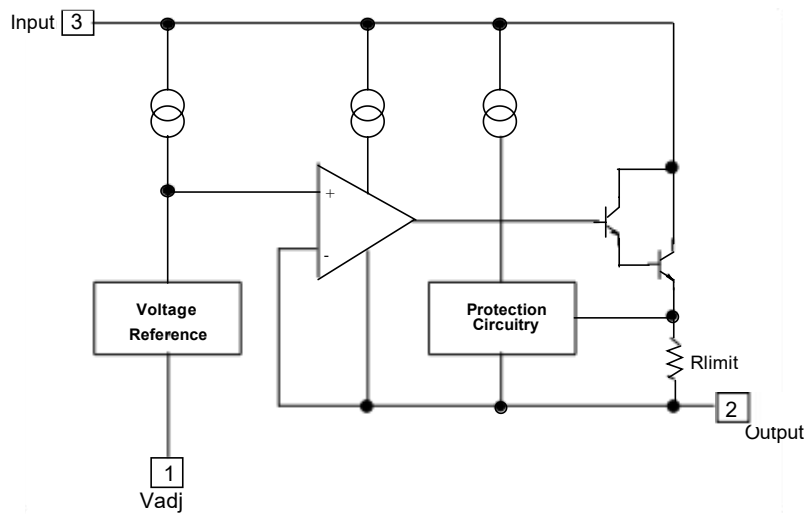 Input 3
+
-
Voltage
Reference
Protection
Circuitry
Rlimit
2
Output
1
Vadj